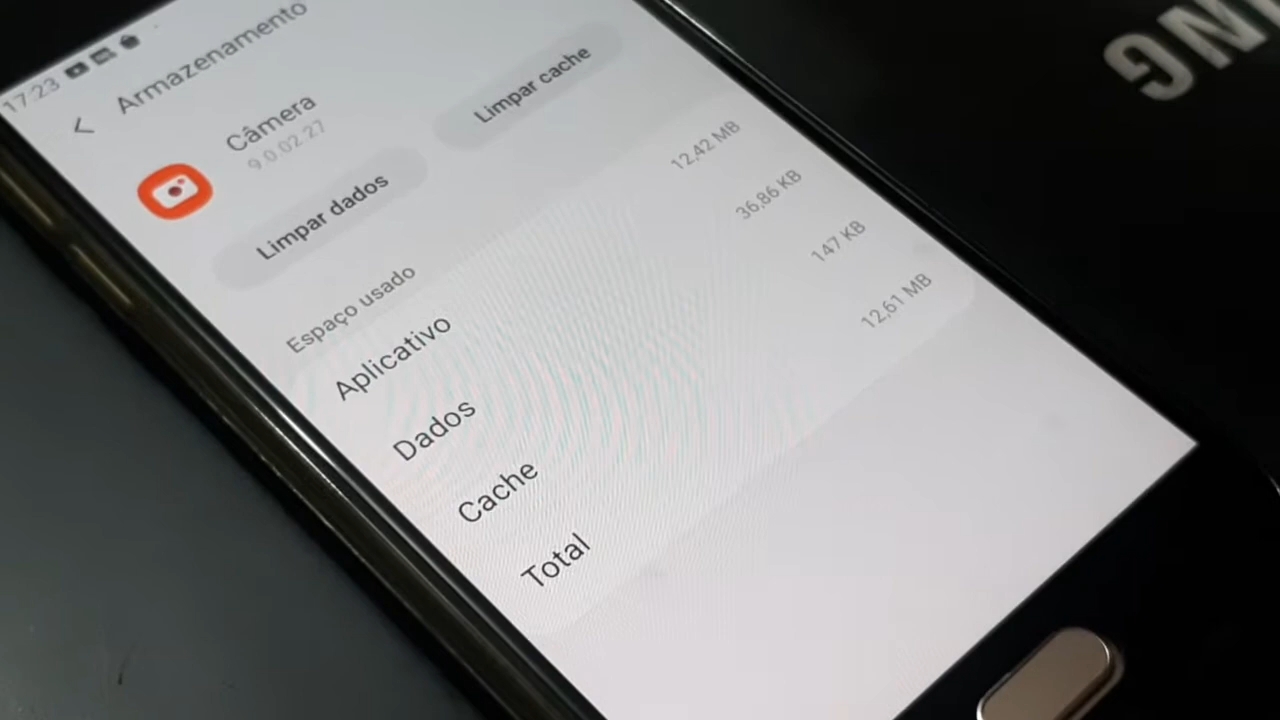 17:23
Armazenamento
Câmera
9.0.02.27
Limpar dados
Limpar cache
Espaço usado
Aplicativo 12,42 MB
Dados 36,86 KB
Cache 147 KB
Total 12,61 MB